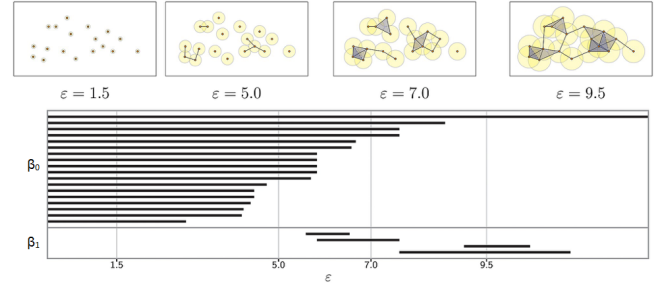 ε = 1.5
ε = 5.0
ε = 7.0
ε = 9.5
β₀
β₁
1.5 5.0 7.0 9.5
ε